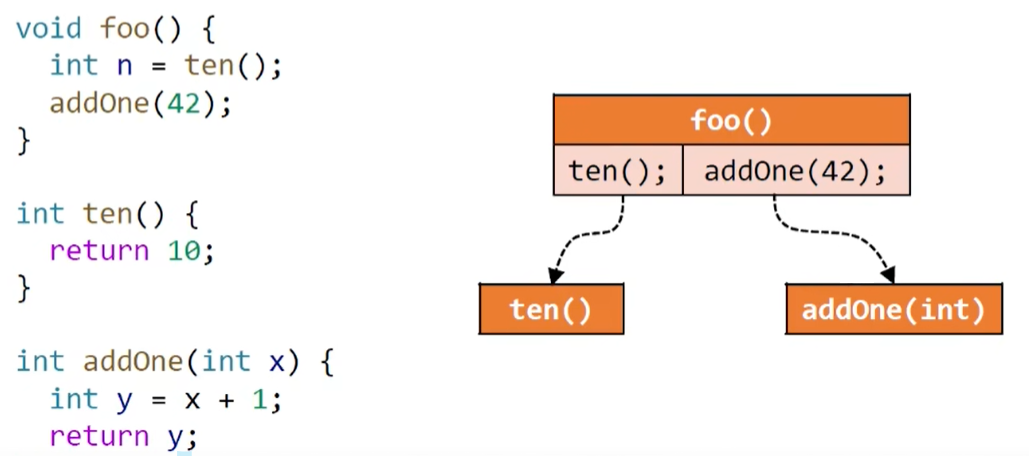 void foo() {
  int n = ten();
  addOne(42);
}
int ten() {
  return 10;
}
int addOne(int x) {
  int y = x + 1;
  return y;
foo()
ten(); addOne(42);
ten() addOne(int)